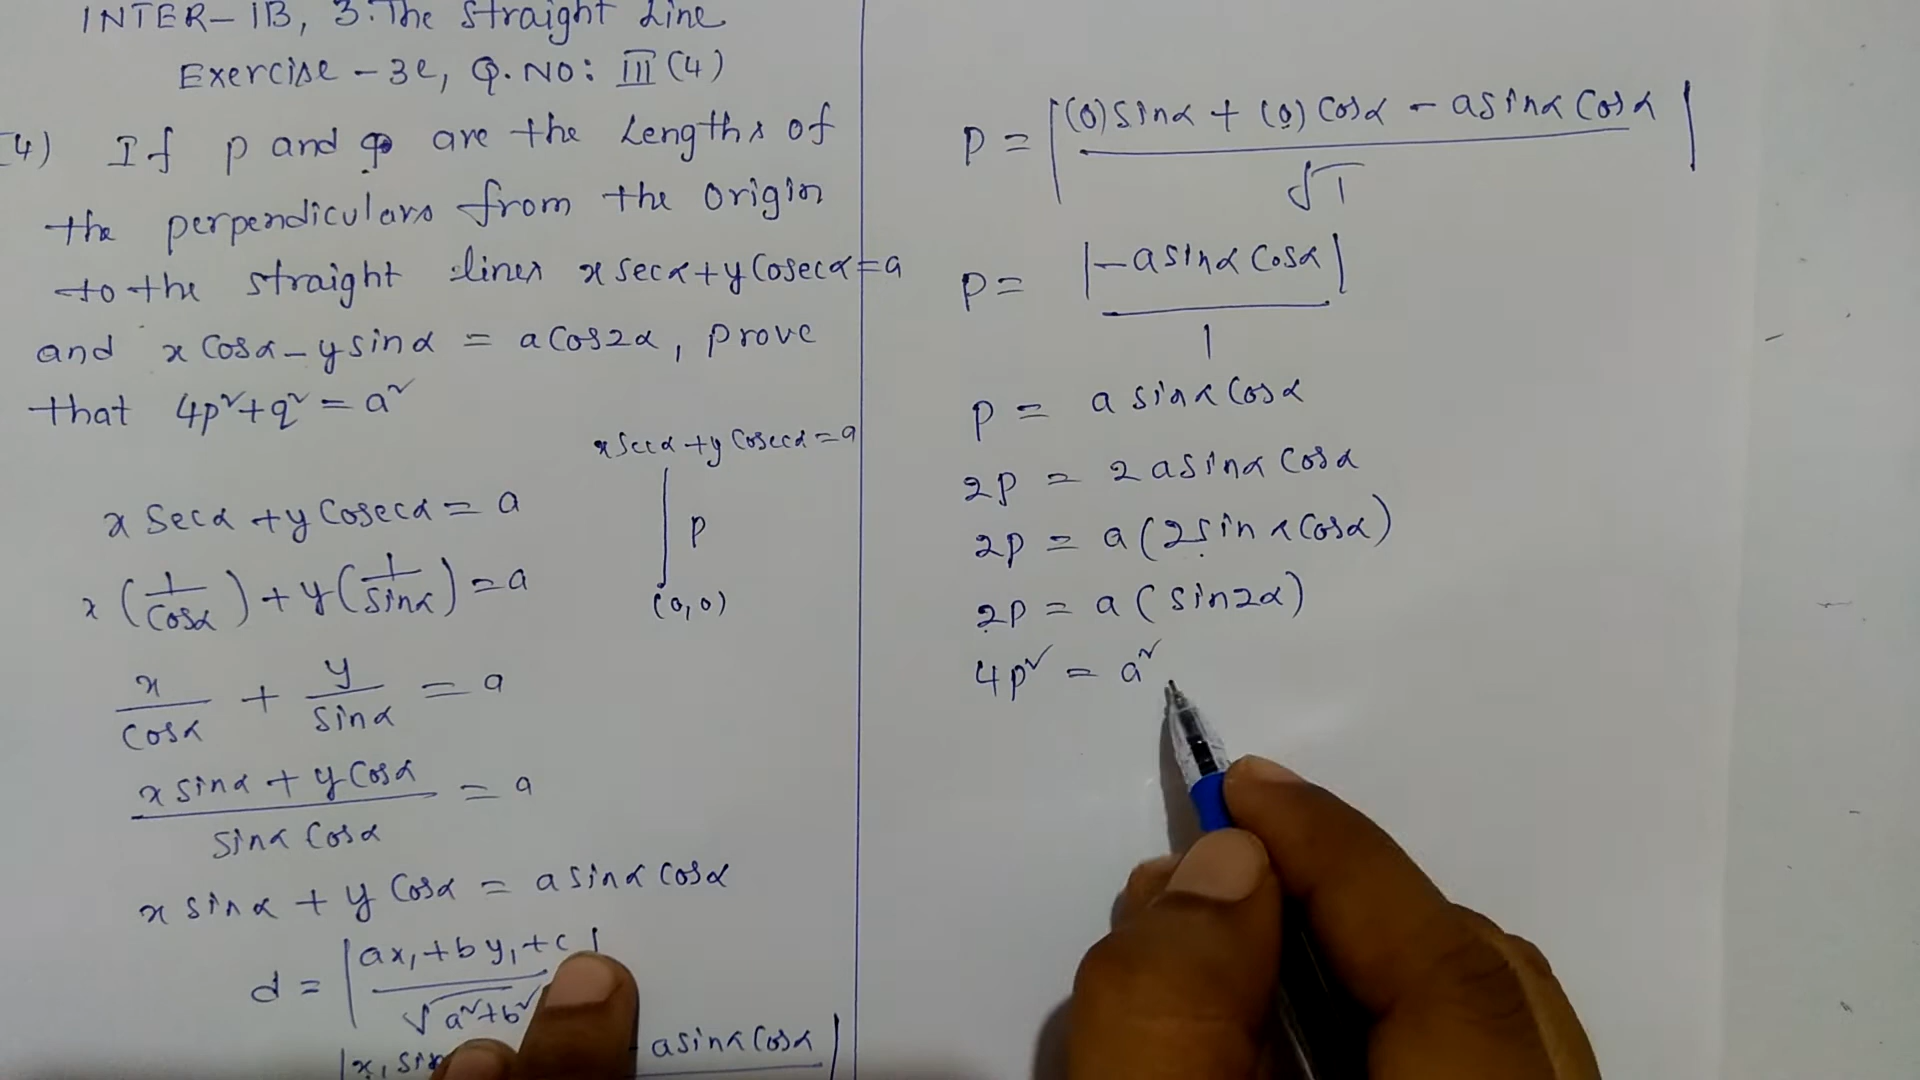 INTER-IB, 3. The straight Line
Exercise - 3e, Q. NO: III (4)
4) If p and q are the Lengths of
the perpendiculars from the origin
to the straight lines x secα + y Cosecα = a
and x Cosα - y sinα = a Cos2α, prove
that 4p² + q² = a²
x Secα + y Cosecα = a
p
(0,0)
x Secα + y Cosecα = a
x (1/Cosα) + y (1/Sinα) = a
x/Cosα + y/Sinα = a
x sinα + y Cosα / Sinα Cosα = a
x sinα + y Cosα = a sinα cosα
d = |ax₁ + by₁ + c| / √a² + b²
|x₁ a sinα Cosα|
P = |(0) Sinα + (0) Cosα - a sinα Cosα / √1|
P = |-a sinα Cosα| / 1
P = a sinα Cosα
2P = 2 a sinα Cosα
2P = a (2 sinα Cosα)
2P = a (sin2α)
4P² = a²